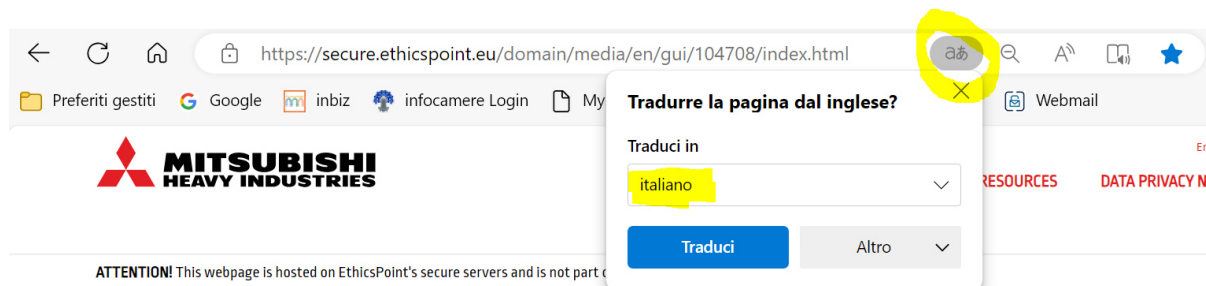 https://secure.ethicspoint.eu/domain/media/en/gui/104708/index.html aあ A
Preferiti gestiti G Google inbiz infocamere Login My Webmail
Tradurre la pagina dal inglese?
MITSUBISHI
HEAVY INDUSTRIES
Traduci in
italiano
RESOURCES DATA PRIVACY N
Traduci Altro
ATTENTION! This webpage is hosted on EthicsPoint's secure servers and is not part